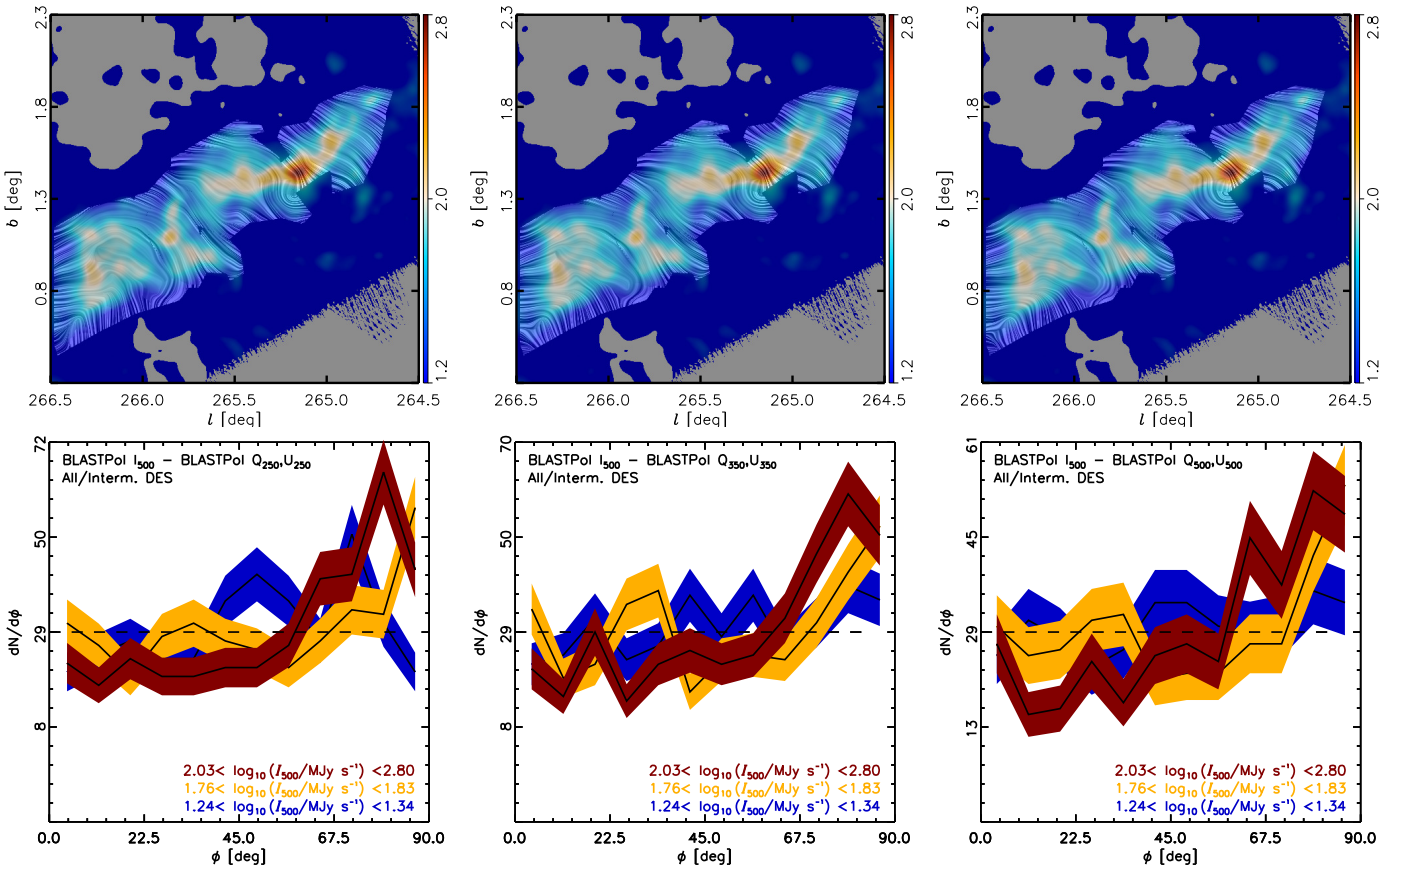 2.3
1.8
1.3
0.8
b [deg]
266.5 266.0 265.5 265.0 264.5
l [deg]
2.8
2.0
1.2
2.3
1.8
1.3
0.8
b [deg]
266.5 266.0 265.5 265.0 264.5
l [deg]
2.8
2.0
1.2
2.3
1.8
1.3
0.8
b [deg]
266.5 266.0 265.5 265.0 264.5
l [deg]
2.8
2.0
1.2
72
50
29
8
dN/dϕ
BLASTPol I₅₀₀ − BLASTPol Q₂₅₀,U₂₅₀
All/Interm. DES
2.03< log₁₀(I₅₀₀/MJy s⁻¹) <2.80
1.76< log₁₀(I₅₀₀/MJy s⁻¹) <1.83
1.24< log₁₀(I₅₀₀/MJy s⁻¹) <1.34
0.0 22.5 45.0 67.5 90.0
ϕ [deg]
70
50
29
8
dN/dϕ
BLASTPol I₅₀₀ − BLASTPol Q₃₅₀,U₃₅₀
All/Interm. DES
2.03< log₁₀(I₅₀₀/MJy s⁻¹) <2.80
1.76< log₁₀(I₅₀₀/MJy s⁻¹) <1.83
1.24< log₁₀(I₅₀₀/MJy s⁻¹) <1.34
0.0 22.5 45.0 67.5 90.0
ϕ [deg]
61
45
29
13
dN/dϕ
BLASTPol I₅₀₀ − BLASTPol Q₅₀₀,U₅₀₀
All/Interm. DES
2.03< log₁₀(I₅₀₀/MJy s⁻¹) <2.80
1.76< log₁₀(I₅₀₀/MJy s⁻¹) <1.83
1.24< log₁₀(I₅₀₀/MJy s⁻¹) <1.34
0.0 22.5 45.0 67.5 90.0
ϕ [deg]